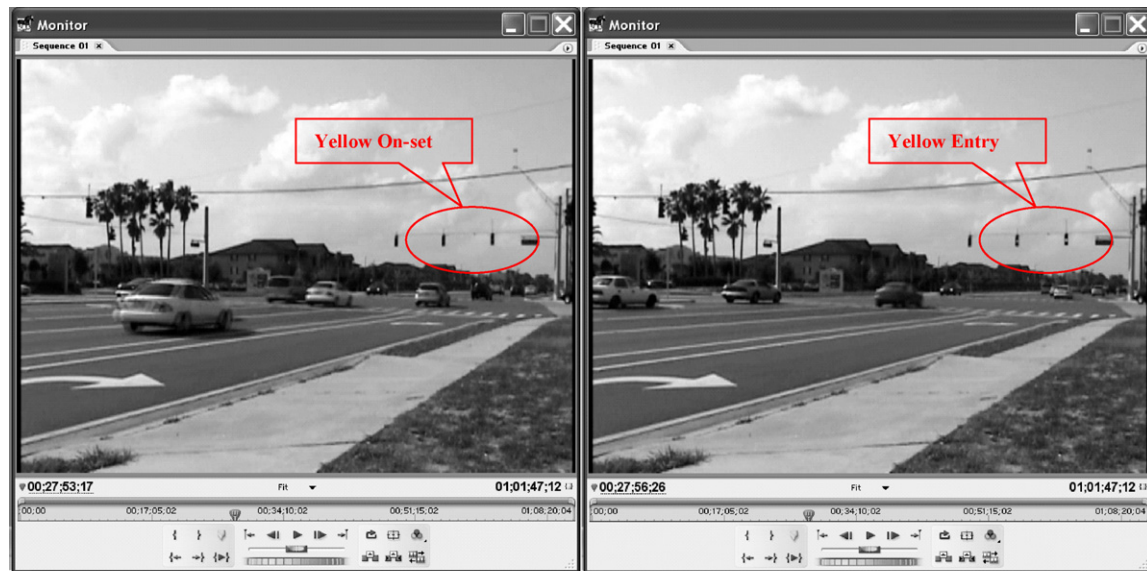 Monitor
Sequence 01
Yellow On-set
00;27;53;17
Fit
01;01;47;12
00;00
00;17;05;02
00;34;10;02
00;51;15;02
01;08;20;04
Monitor
Sequence 01
Yellow Entry
00;27;56;26
Fit
01;01;47;12
00;00
00;17;05;02
00;34;10;02
00;51;15;02
01;08;20;04